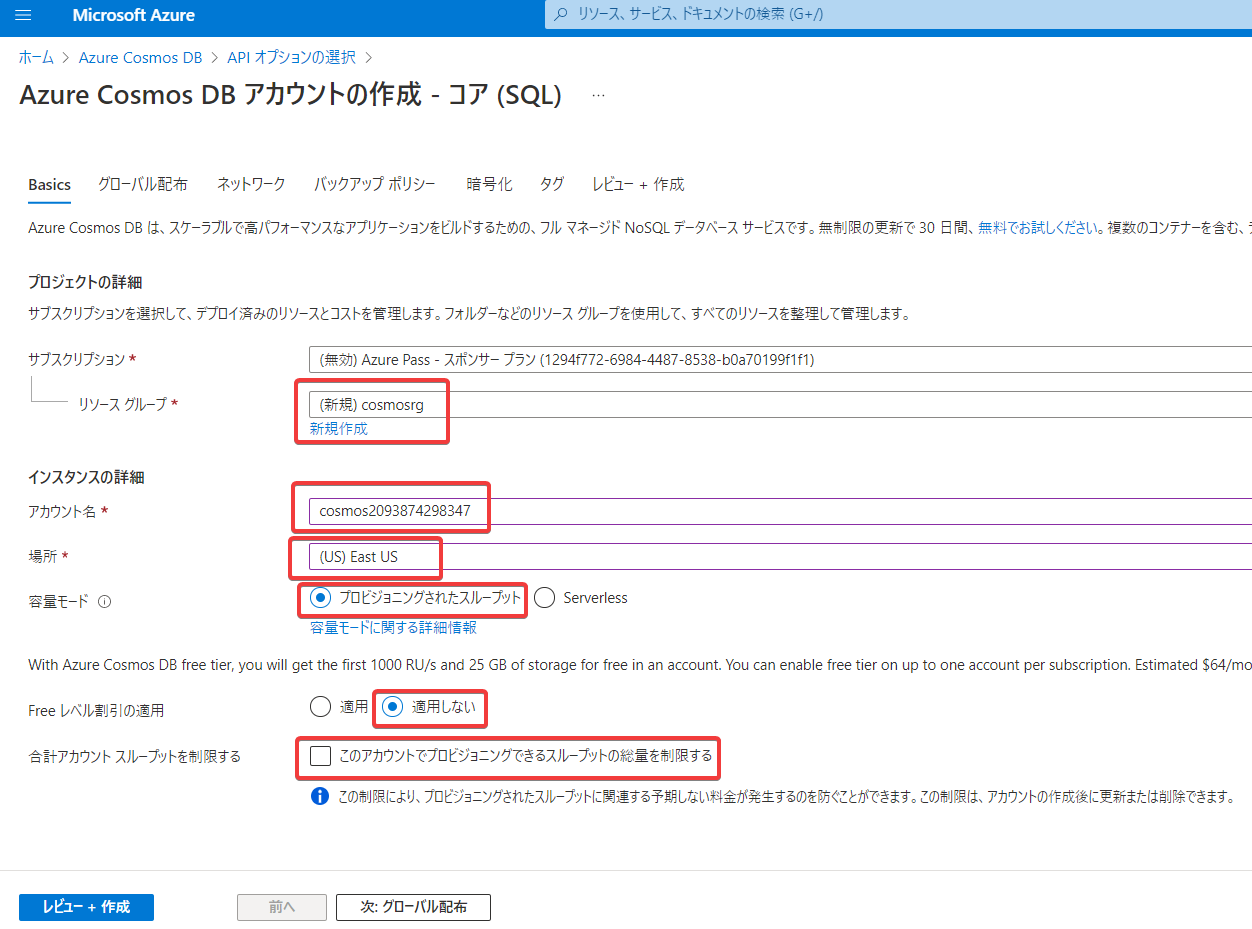 Microsoft Azure
リソース、サービス、ドキュメントの検索 (G+/)
ホーム > Azure Cosmos DB > API オプションの選択 >
Azure Cosmos DB アカウントの作成 - コア (SQL) …
Basics グローバル配布 ネットワーク バックアップ ポリシー 暗号化 タグ レビュー + 作成
Azure Cosmos DB は、スケーラブルで高パフォーマンスなアプリケーションをビルドするための、フル マネージド NoSQL データベース サービスです。無制限の更新で 30 日間、無料でお試しください。複数のコンテナーを含む、
プロジェクトの詳細
サブスクリプションを選択して、デプロイ済みのリソースとコストを管理します。フォルダーなどのリソース グループを使用して、すべてのリソースを整理して管理します。
サブスクリプション * (無効) Azure Pass - スポンサー プラン (1294f772-6984-4487-8538-b0a70199f1f1)
リソース グループ * (新規) cosmosrg
新規作成
インスタンスの詳細
アカウント名 * cosmos2093874298347
場所 * (US) East US
容量モード プロビジョニングされたスループット Serverless
容量モードに関する詳細情報
With Azure Cosmos DB free tier, you will get the first 1000 RU/s and 25 GB of storage for free in an account. You can enable free tier on up to one account per subscription. Estimated $64/mo
Free レベル割引の適用 適用 適用しない
合計アカウント スループットを制限する このアカウントでプロビジョニングできるスループットの総量を制限する
この制限により、プロビジョニングされたスループットに関連する予期しない料金が発生するのを防ぐことができます。この制限は、アカウントの作成後に更新または削除できます。
レビュー + 作成 前へ 次: グローバル配布